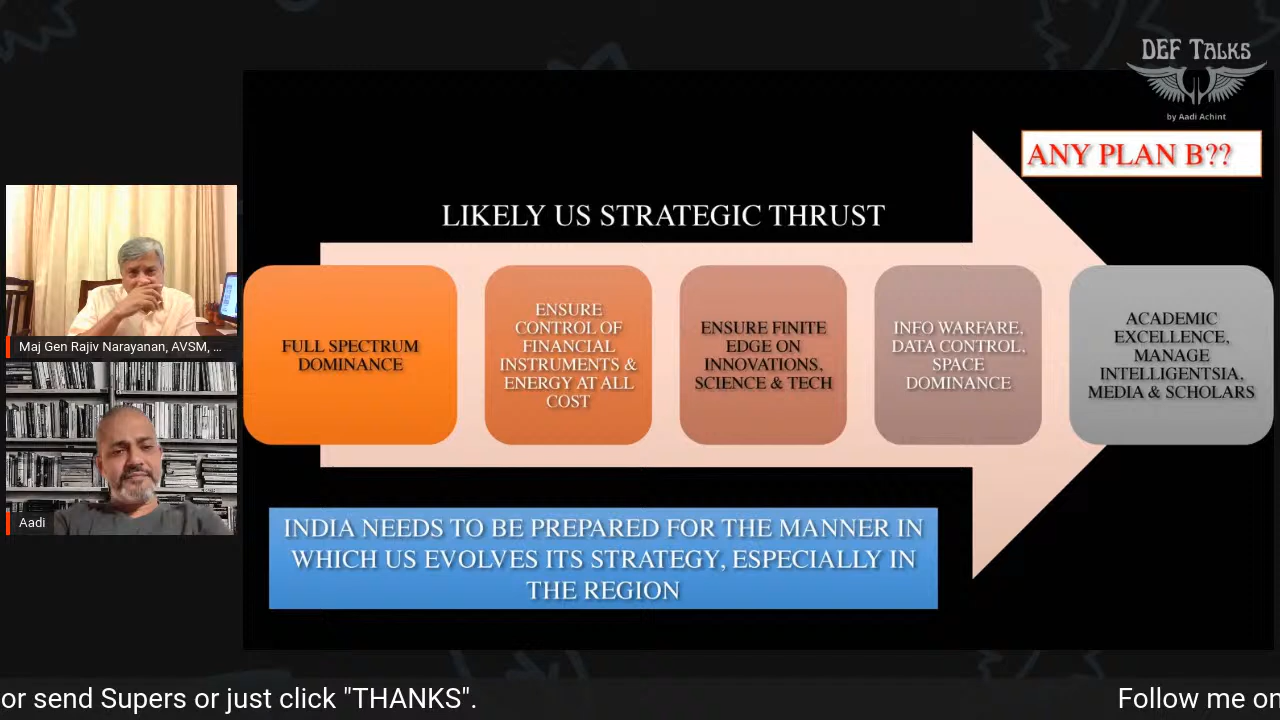 DEF TALKS
by Aadi Achint
ANY PLAN B??
LIKELY US STRATEGIC THRUST
FULL SPECTRUM
DOMINANCE
ENSURE
CONTROL OF
FINANCIAL
INSTRUMENTS &
ENERGY AT ALL
COST
ENSURE FINITE
EDGE ON
INNOVATIONS,
SCIENCE & TECH
INFO WARFARE,
DATA CONTROL,
SPACE
DOMINANCE
ACADEMIC
EXCELLENCE,
MANAGE
INTELLIGENTSIA,
MEDIA & SCHOLARS
Maj Gen Rajiv Narayanan, AVSM, ...
Aadi
INDIA NEEDS TO BE PREPARED FOR THE MANNER IN
WHICH US EVOLVES ITS STRATEGY, ESPECIALLY IN
THE REGION
or send Supers or just click "THANKS".
Follow me on